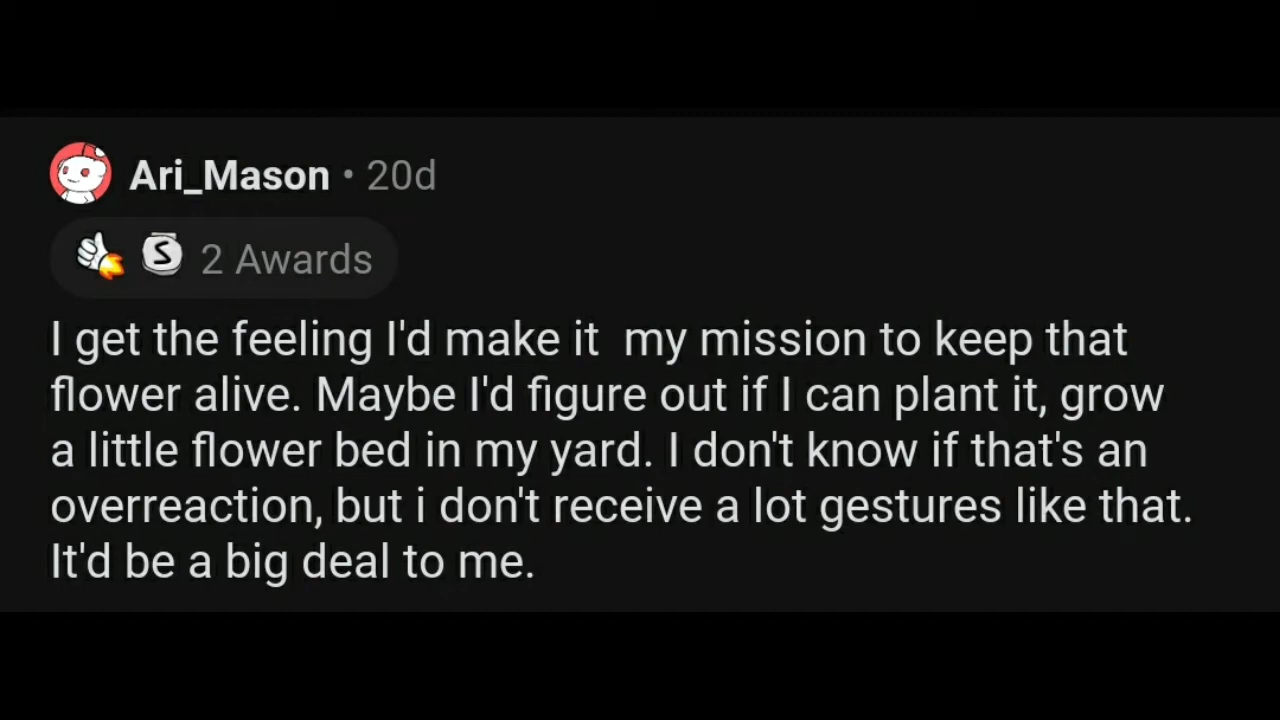 Ari_Mason • 20d
S 2 Awards
I get the feeling I'd make it  my mission to keep that
flower alive. Maybe I'd figure out if I can plant it, grow
a little flower bed in my yard. I don't know if that's an
overreaction, but i don't receive a lot gestures like that.
It'd be a big deal to me.